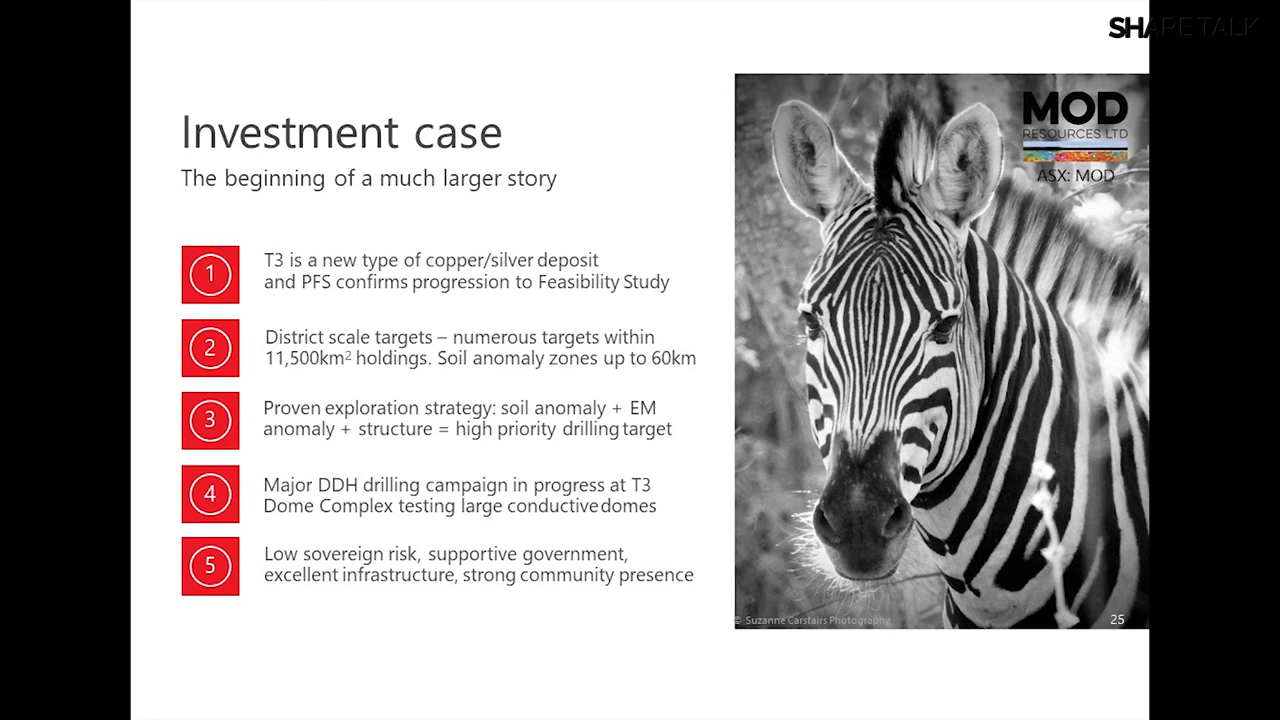 SHARETALK
Investment case
The beginning of a much larger story
MOD
RESOURCES LTD
ASX: MOD
1
T3 is a new type of copper/silver deposit
and PFS confirms progression to Feasibility Study
2
District scale targets – numerous targets within
11,500km² holdings. Soil anomaly zones up to 60km
3
Proven exploration strategy: soil anomaly + EM
anomaly + structure = high priority drilling target
4
Major DDH drilling campaign in progress at T3
Dome Complex testing large conductive domes
5
Low sovereign risk, supportive government,
excellent infrastructure, strong community presence
© Suzanne Carstairs Photography
25